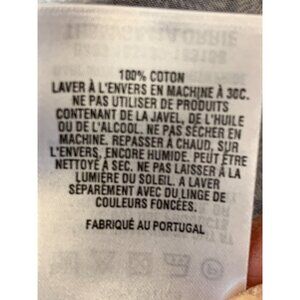 100% COTON
LAVER À L'ENVERS EN MACHINE À 30C.
NE PAS UTILISER DE PRODUITS
CONTENANT DE LA JAVEL, DE L'HUILE
OU DE L'ALCOOL. NE PAS SÉCHER EN
MACHINE. REPASSER À CHAUD, SUR
L'ENVERS, ENCORE HUMIDE. PEUT ÊTRE
NETTOYÉ À SEC. NE PAS LAISSER À LA
LUMIÈRE DU SOLEIL. A LAVER
SÉPARÉMENT AVEC DU LINGE DE
COULEURS FONCÉES.
FABRIQUÉ AU PORTUGAL